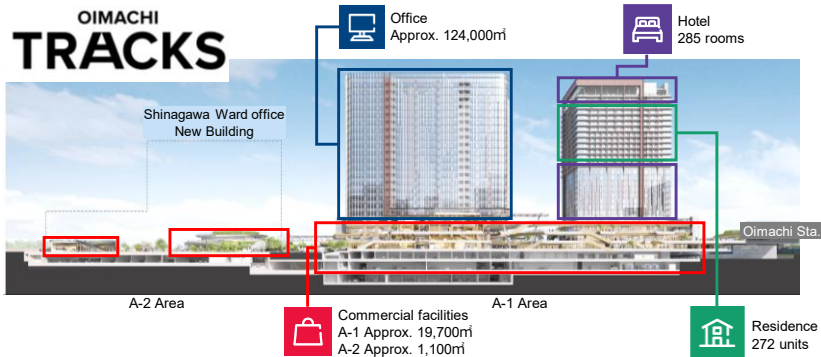 OIMACHI
TRACKS
Office
Approx. 124,000㎡
Hotel
285 rooms
Shinagawa Ward office
New Building
Oimachi Sta.
A-2 Area
A-1 Area
Commercial facilities
A-1 Approx. 19,700㎡
A-2 Approx. 1,100㎡
Residence
272 units